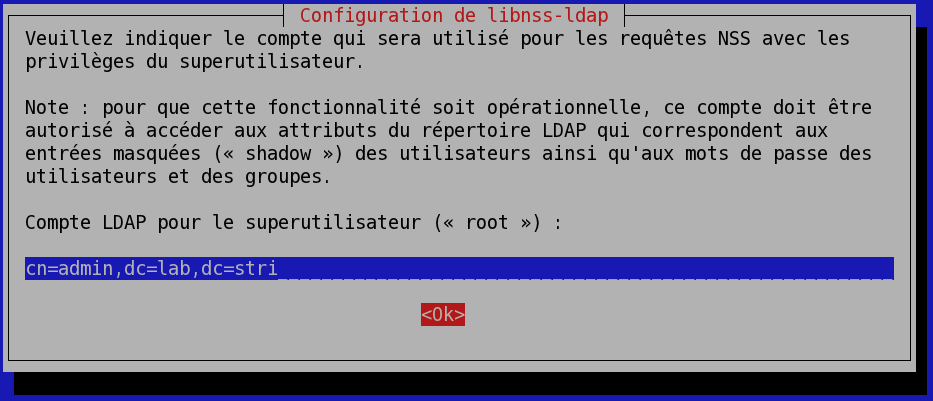 Configuration de libnss-ldap
Veuillez indiquer le compte qui sera utilisé pour les requêtes NSS avec les
privilèges du superutilisateur.
Note : pour que cette fonctionnalité soit opérationnelle, ce compte doit être
autorisé à accéder aux attributs du répertoire LDAP qui correspondent aux
entrées masquées (« shadow ») des utilisateurs ainsi qu'aux mots de passe des
utilisateurs et des groupes.
Compte LDAP pour le superutilisateur (« root ») :
cn=admin,dc=lab,dc=stri
<Ok>